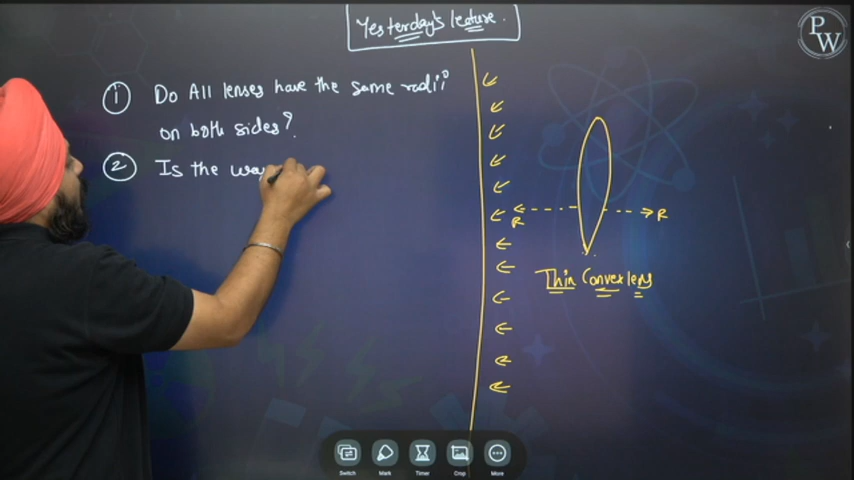 Yesterday's lecture.
P
W
① Do All lenses have the same radii
on both sides?
② Is the wa
R
R
Thin Convex lens
Switch
Mark
Timer
Crop
More